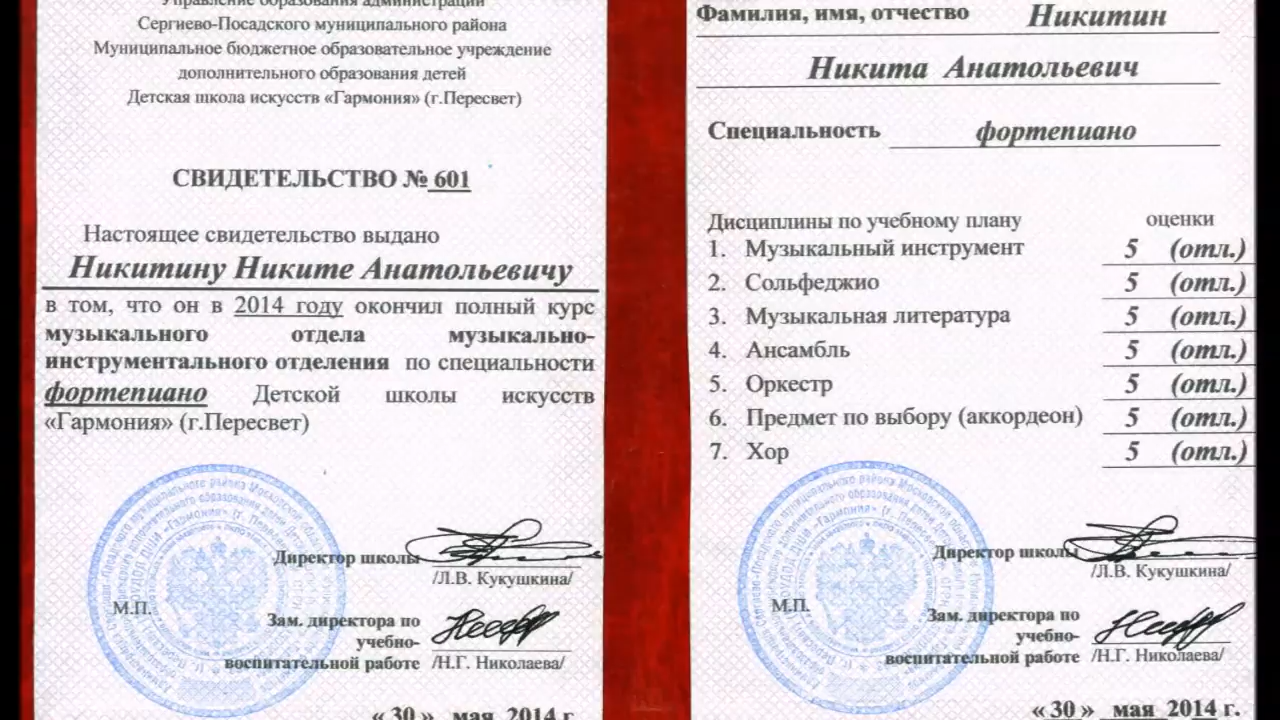 Управление образования администрации
Сергиево-Посадского муниципального района
Муниципальное бюджетное образовательное учреждение
дополнительного образования детей
Детская школа искусств «Гармония» (г.Пересвет)
СВИДЕТЕЛЬСТВО № 601
Настоящее свидетельство выдано
Никитину Никите Анатольевичу
в том, что он в 2014 году окончил полный курс
музыкального отдела музыкально-
инструментального отделения по специальности
фортепиано Детской школы искусств
«Гармония» (г.Пересвет)
Директор школы
/Л.В. Кукушкина/
М.П.
Зам. директора по
учебно-
воспитательной работе /Н.Г. Николаева/
« 30 » мая 2014 г.
Фамилия, имя, отчество Никитин
Никита Анатольевич
Специальность фортепиано
Дисциплины по учебному плану оценки
1. Музыкальный инструмент 5 (отл.)
2. Сольфеджио 5 (отл.)
3. Музыкальная литература 5 (отл.)
4. Ансамбль 5 (отл.)
5. Оркестр 5 (отл.)
6. Предмет по выбору (аккордеон) 5 (отл.)
7. Хор 5 (отл.)
Директор школы
/Л.В. Кукушкина/
М.П.
Зам. директора по
учебно-
воспитательной работе /Н.Г. Николаева/
« 30 » мая 2014 г.